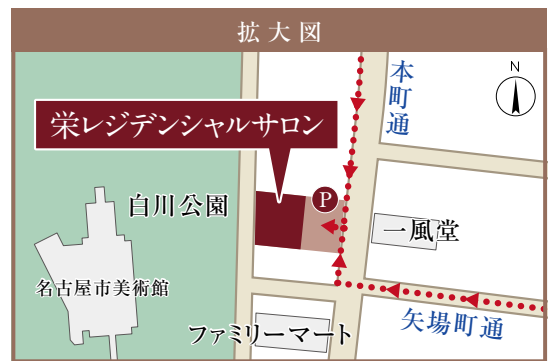 拡大図
N
本町通
栄レジデンシャルサロン
P
白川公園
一風堂
名古屋市美術館
矢場町通
ファミリーマート